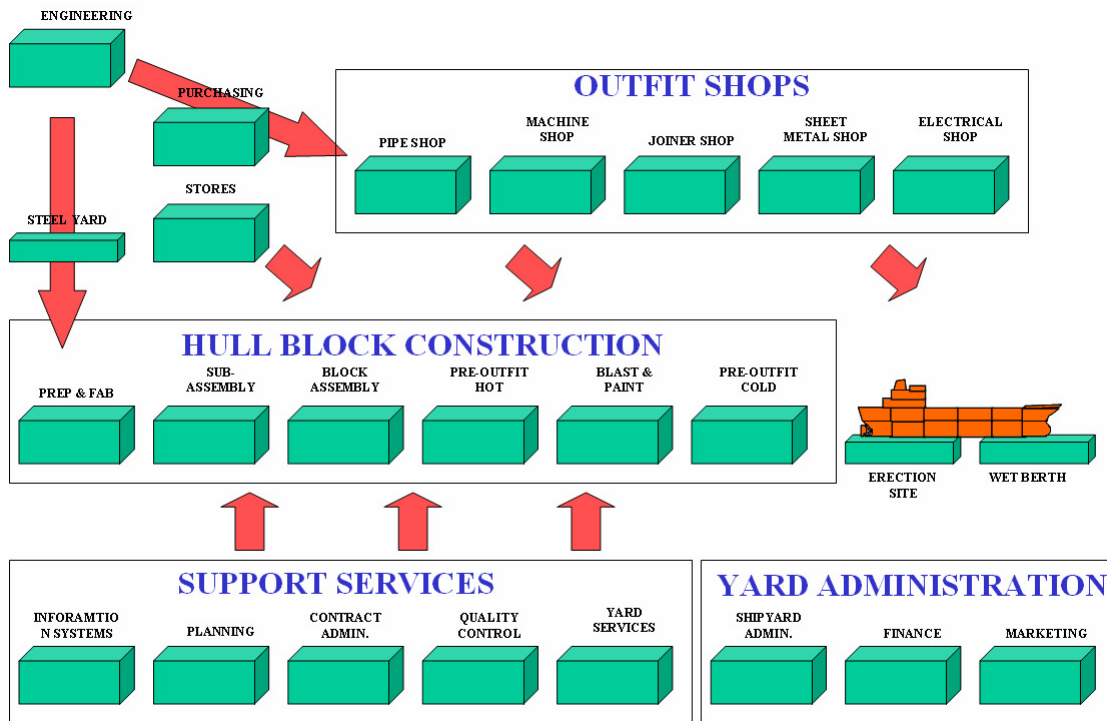 ENGINEERING
PURCHASING
STORES
STEEL YARD
OUTFIT SHOPS
PIPE SHOP
MACHINE
SHOP
JOINER SHOP
SHEET
METAL SHOP
ELECTRICAL
SHOP
HULL BLOCK CONSTRUCTION
PREP & FAB
SUB-
ASSEMBLY
BLOCK
ASSEMBLY
PRE-OUTFIT
HOT
BLAST &
PAINT
PRE-OUTFIT
COLD
ERECTION
SITE
WET BERTH
SUPPORT SERVICES
INFORAMTIO
N SYSTEMS
PLANNING
CONTRACT
ADMIN.
QUALITY
CONTROL
YARD
SERVICES
YARD ADMINISTRATION
SHIPYARD
ADMIN.
FINANCE
MARKETING